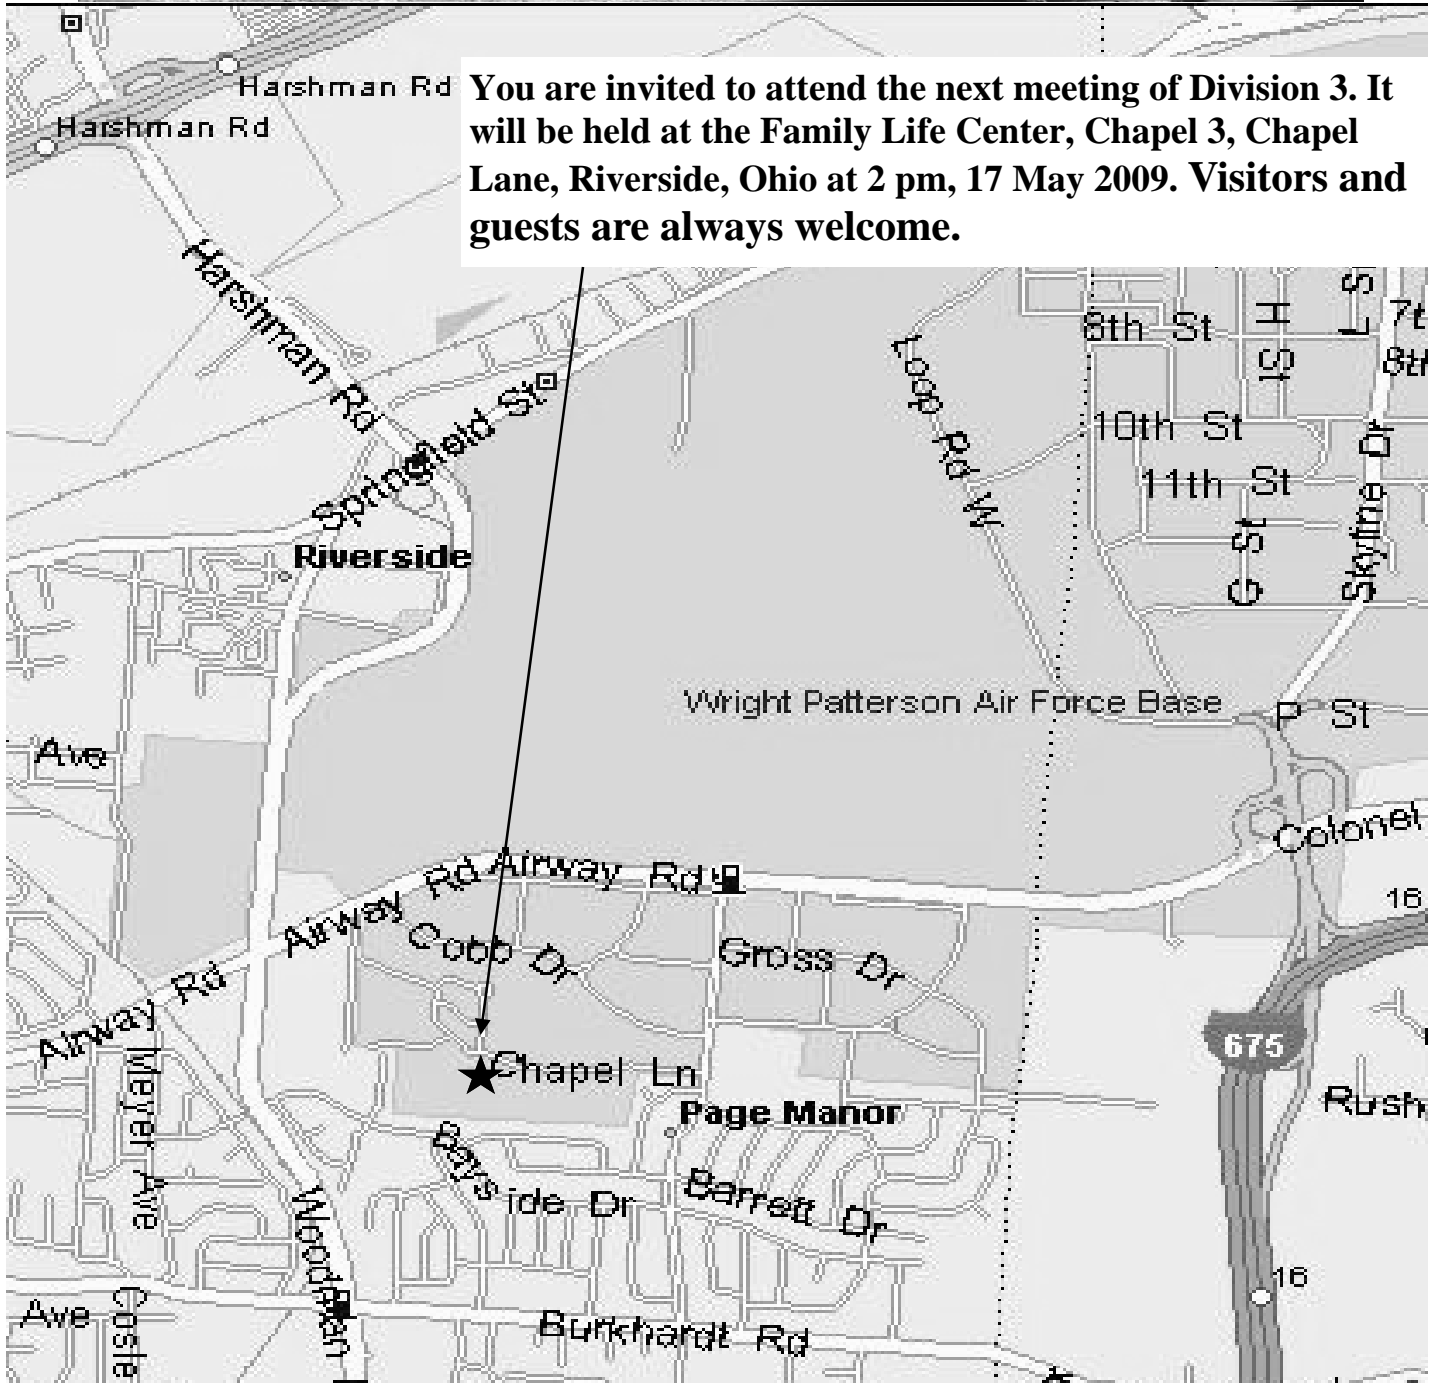 Harshman Rd
You are invited to attend the next meeting of Division 3. It
will be held at the Family Life Center, Chapel 3, Chapel
Lane, Riverside, Ohio at 2 pm, 17 May 2009. Visitors and
guests are always welcome.
Harshman Rd
Harshman Rd
H St
L St
8th
Loop Rd W
10th St
Springfield St
11th St
G St
Skyline Dr
Riverside
Wright Patterson Air Force Base
P St
Ave
Colonel
Airway Rd
Airway Rd
16
Cobb Dr
Gross Dr
Airway Rd
675
Chapel Ln
Meyer Ave
Page Manor
Bayside Dr
Barrett Dr
Woodman
16
Ave
Burkhardt Rd